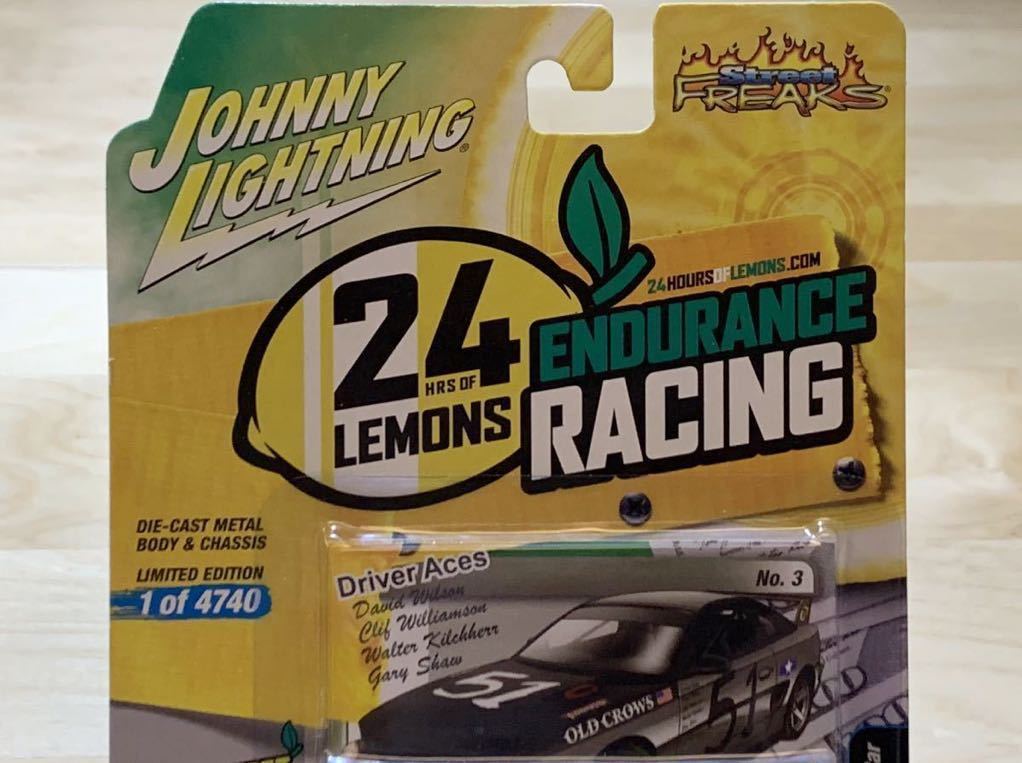 JOHNNY
LIGHTNING®
Street
FREAKS®
24HOURSOFLEMONS.COM
24
HRS OF
LEMONS
ENDURANCE
RACING
DIE-CAST METAL
BODY & CHASSIS
LIMITED EDITION
1 of 4740
Driver Aces
David Wilson
Clif Williamson
Walter Kilchherr
Gary Shaw
No. 3
51
OLD CROWS
51